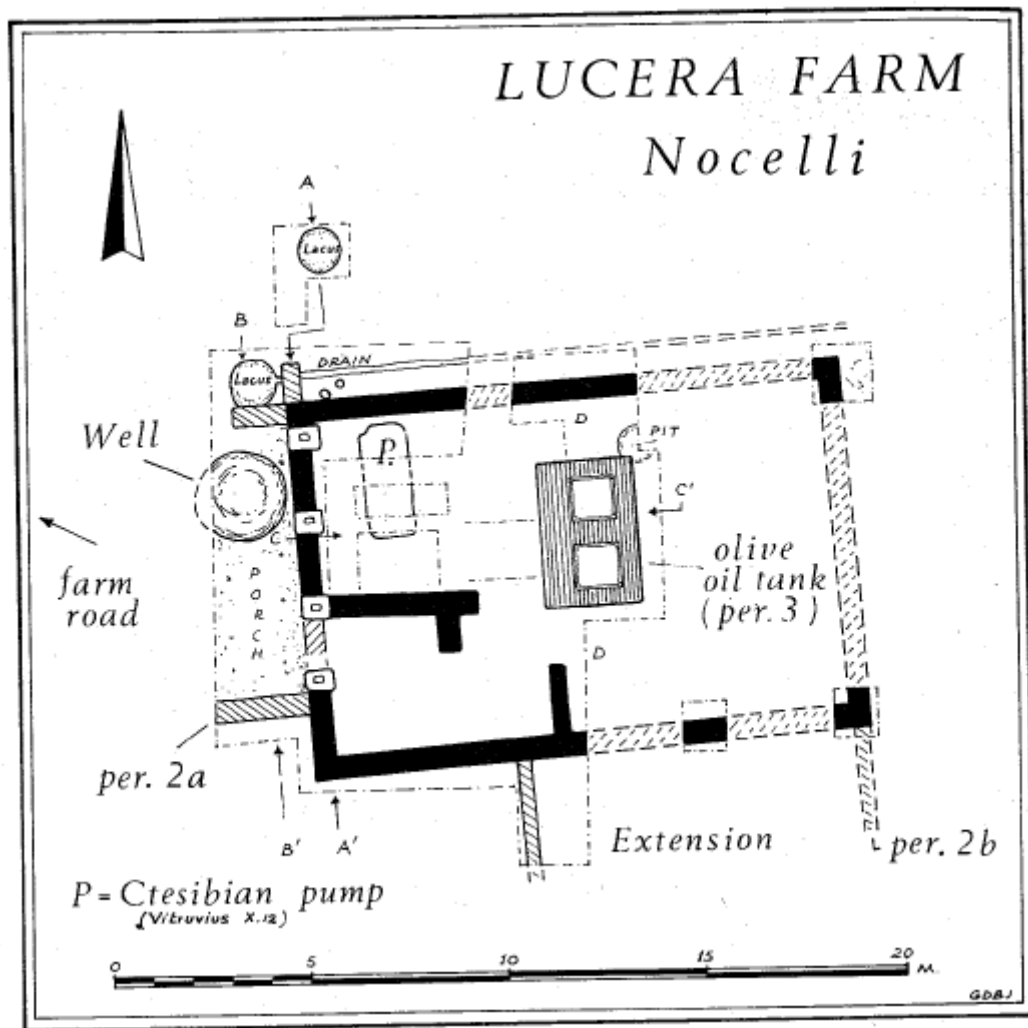 LUCERA FARM
Nocelli
A
Lacus
B
Lacus
DRAIN
Well
P.
D
PIT
C'
C
farm
road
PORCH
olive
oil tank
(per. 3)
D
per. 2a
B'
A'
Extension
per. 2b
P = Ctesibian pump
(Vitruvius X.12)
0 5 10 15 20 M.
GDBJ